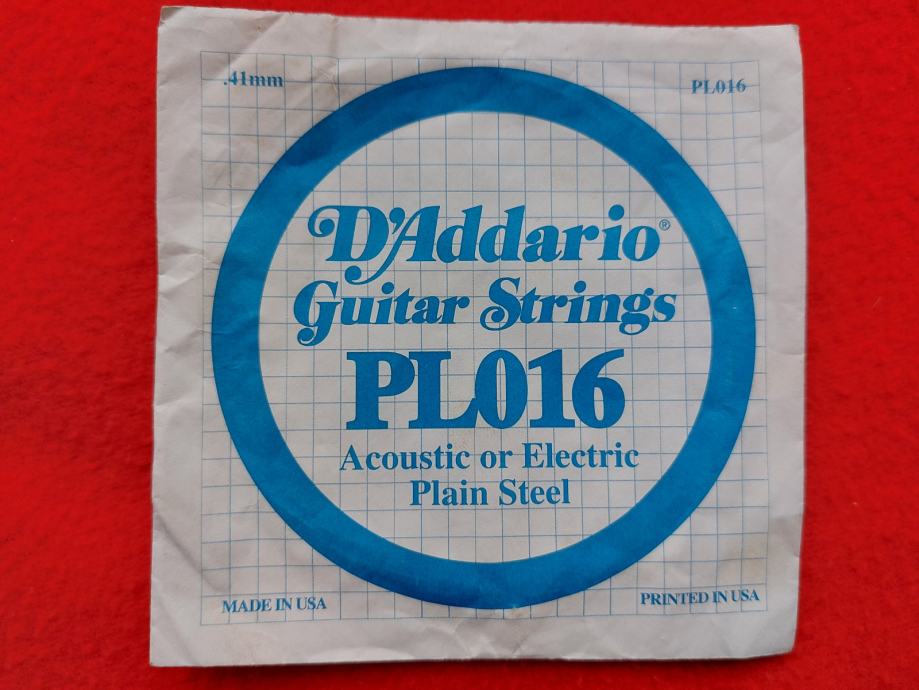 .41mm
PL016
D'Addario®
Guitar Strings
PL016
Acoustic or Electric
Plain Steel
MADE IN USA
PRINTED IN USA